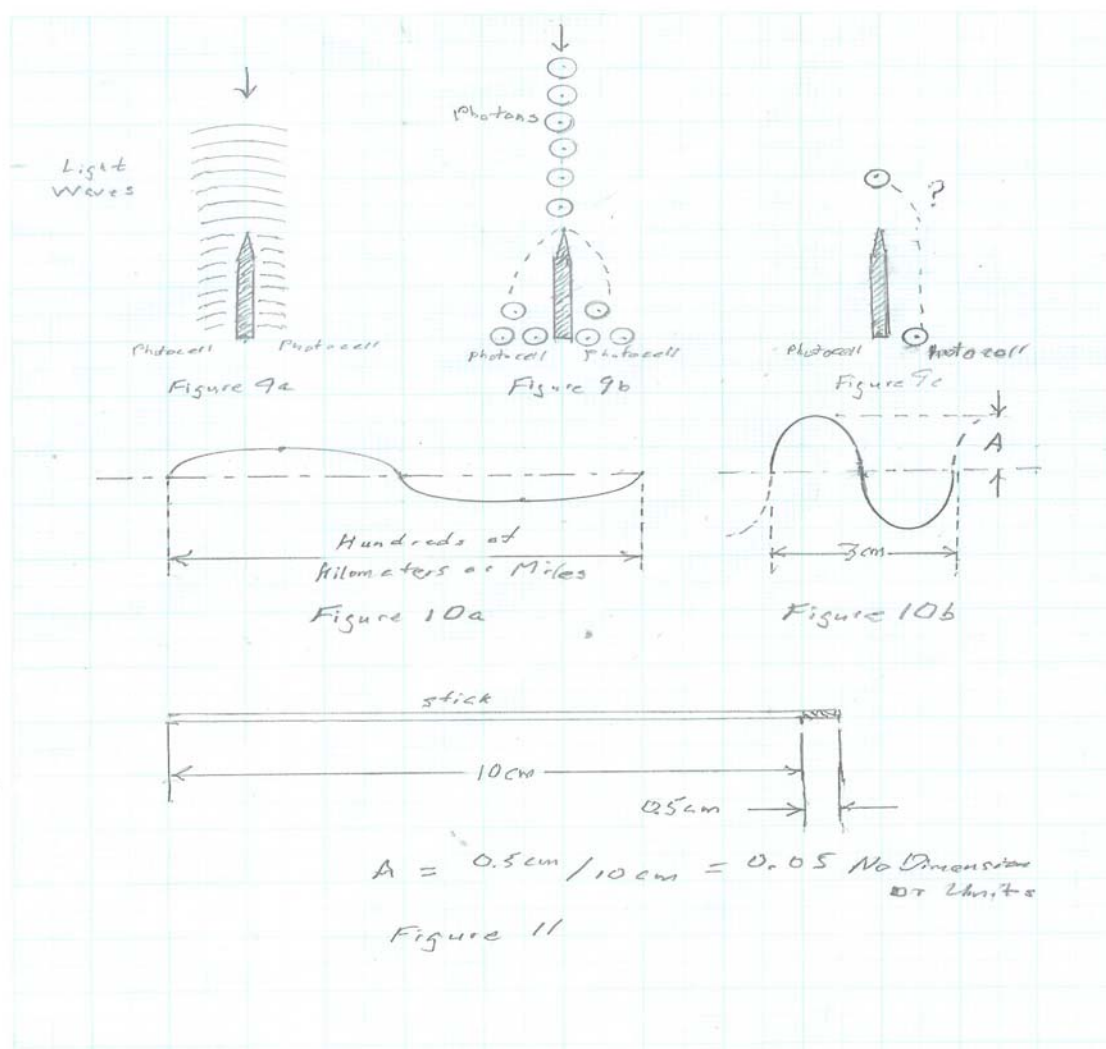 Light
Waves
Photocell Photocell
Figure 9a
Photons
Photocell Photocell
Figure 9b
?
Photocell Photocell
Figure 9c
Hundreds of
Kilometers or Miles
Figure 10a
A
3cm
Figure 10b
stick
10cm
0.5cm
A = 0.5cm/10cm = 0.05 No Dimension
or Units
Figure 11